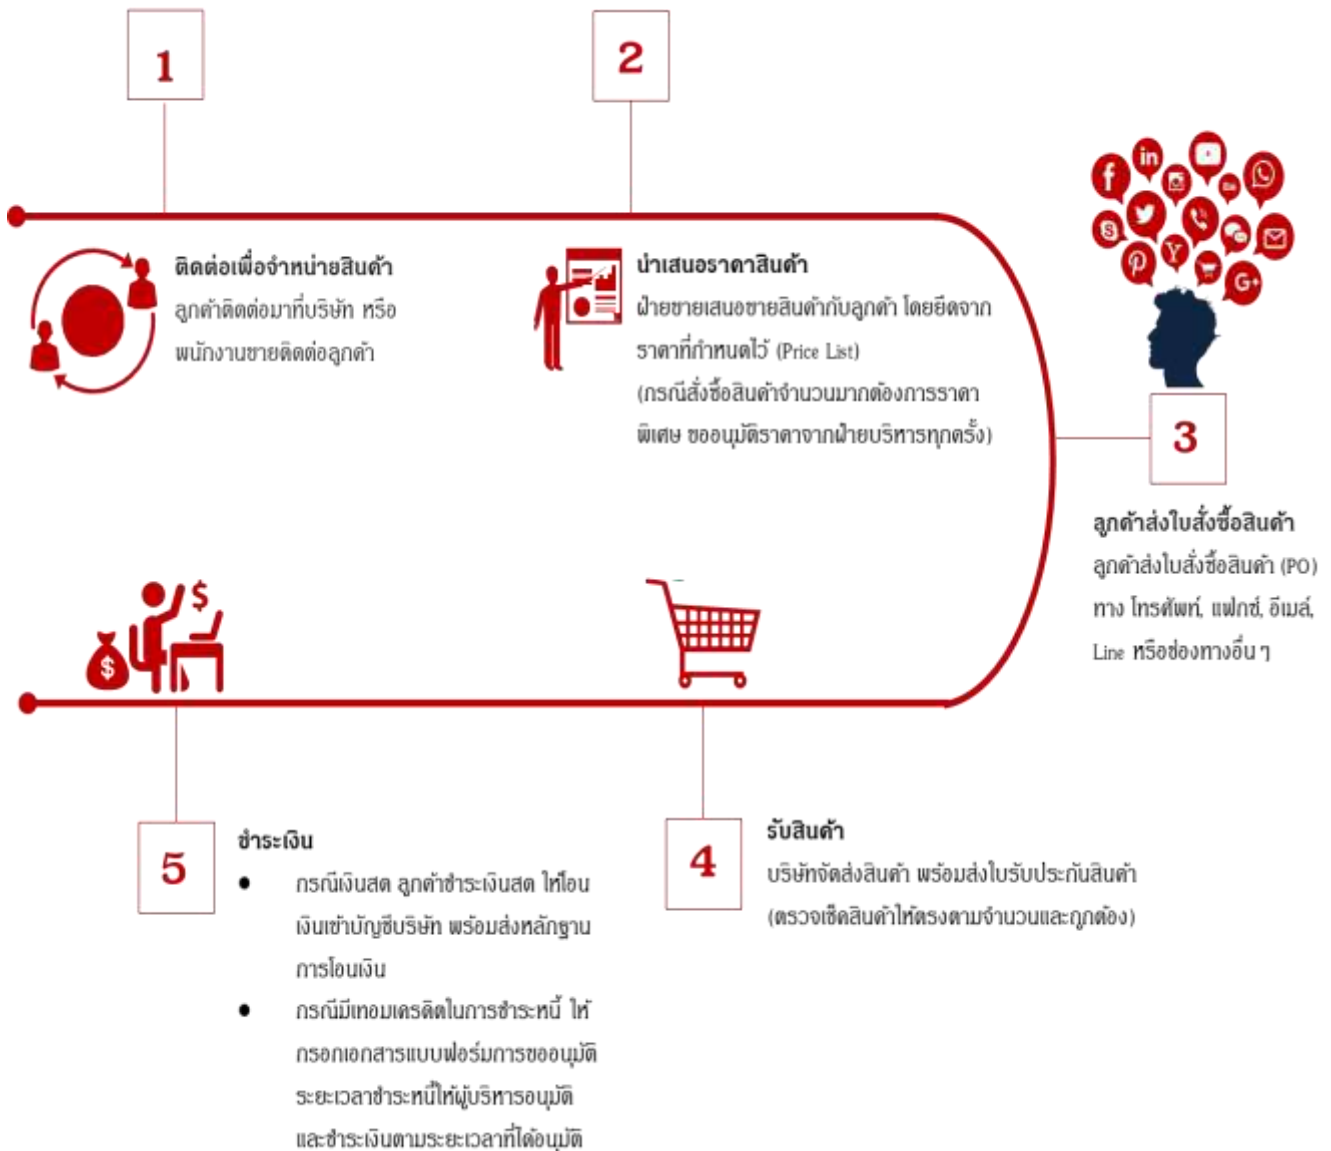 1
ติดต่อเพื่อจำหน่ายสินค้า
ลูกค้าติดต่อมาที่บริษัท หรือ
พนักงานขายติดต่อลูกค้า
2
นำเสนอราคาสินค้า
ฝ่ายขายเสนอขายสินค้ากับลูกค้า โดยยึดจาก
ราคาที่กำหนดไว้ (Price List)
(กรณีสั่งซื้อสินค้าจำนวนมากต้องการราคา
พิเศษ ขออนุมัติราคาจากฝ่ายบริหารทุกครั้ง)
3
ลูกค้าส่งใบสั่งซื้อสินค้า
ลูกค้าส่งใบสั่งซื้อสินค้า (PO)
ทาง โทรศัพท์, แฟกซ์, อีเมล์,
Line หรือช่องทางอื่น ๆ
4
รับสินค้า
บริษัทจัดส่งสินค้า พร้อมส่งใบรับประกันสินค้า
(ตรวจเช็คสินค้าให้ตรงตามจำนวนและถูกต้อง)
5
ชำระเงิน
● กรณีเงินสด ลูกค้าชำระเงินสด ให้โอน
เงินเข้าบัญชีบริษัท พร้อมส่งหลักฐาน
การโอนเงิน
● กรณีมีเทอมเครดิตในการชำระหนี้ ให้
กรอกเอกสารแบบฟอร์มการขออนุมัติ
ระยะเวลาชำระหนี้ให้ผู้บริหารอนุมัติ
และชำระเงินตามระยะเวลาที่ได้อนุมัติ